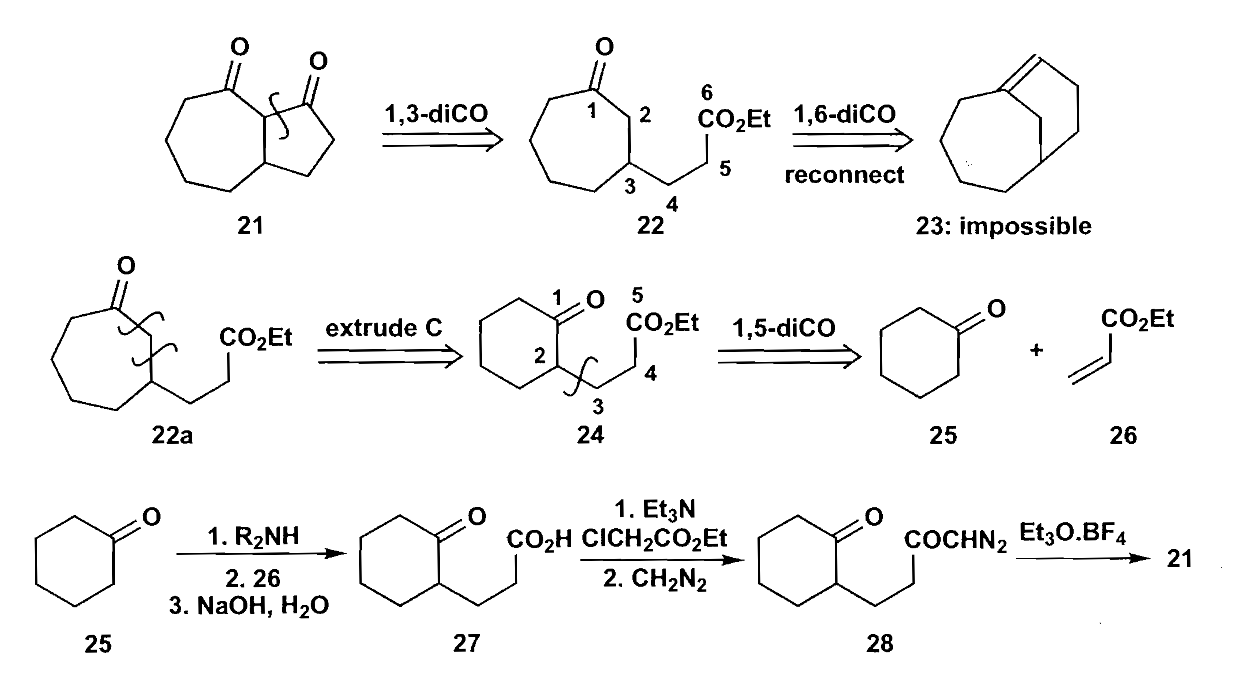 O O
1,3-diCO
O
1 2
6
CO2Et
5
3
4
1,6-diCO
reconnect
21
22
23: impossible
O
CO2Et
extrude C
1 O 5
CO2Et
2
4
3
1,5-diCO
O
+
CO2Et
22a
24
25
26
O
1. R2NH
2. 26
3. NaOH, H2O
O
CO2H
1. Et3N
ClCH2CO2Et
2. CH2N2
O
COCHN2
Et3O.BF4
21
25
27
28